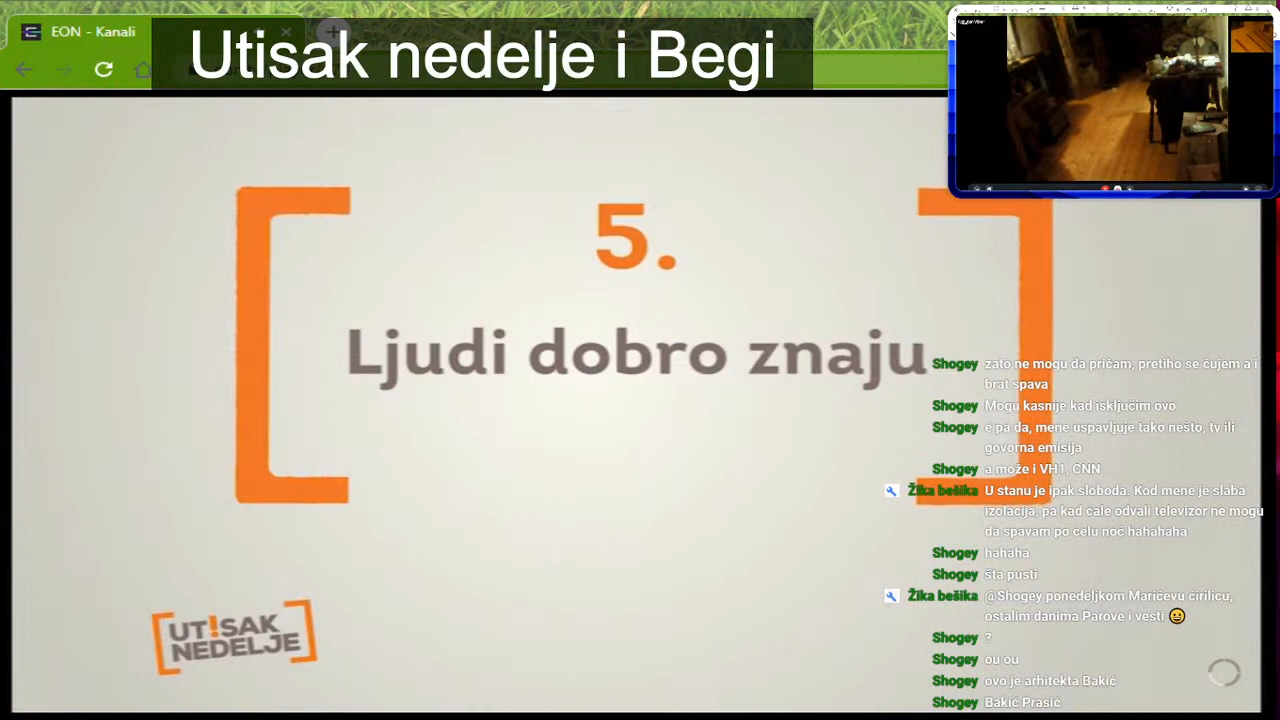 EON - Kanali
Utisak nedelje i Begi
5.
Ljudi dobro znaju
UT!SAK
NEDELJE
Shogey zato ne mogu da pričam, pretiho se čujem a i
brat spava
Shogey Mogu kasnije kad isključim ovo
Shogey e pa da, mene uspavljuje tako nešto, tv ili
govorna emisija
Shogey a može i VH1, CNN
Žika bešika U stanu je ipak sloboda. Kod mene je slaba
izolacija, pa kad ćale odvali televizor ne mogu
da spavam po celu noć hahahaha
Shogey hahaha
Shogey šta pusti
Žika bešika @Shogey ponedeljkom Marićevu ćirilicu,
ostalim danima Parove i vesti 😀
Shogey ?
Shogey ou ou
Shogey ovo je arhitekta Bakić
Shogey Bakić Prasić